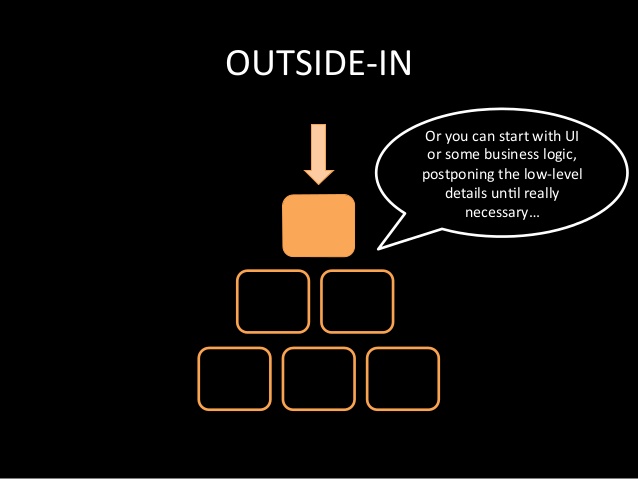 OUTSIDE-IN
Or you can start with UI
or some business logic,
postponing the low-level
details until really
necessary…